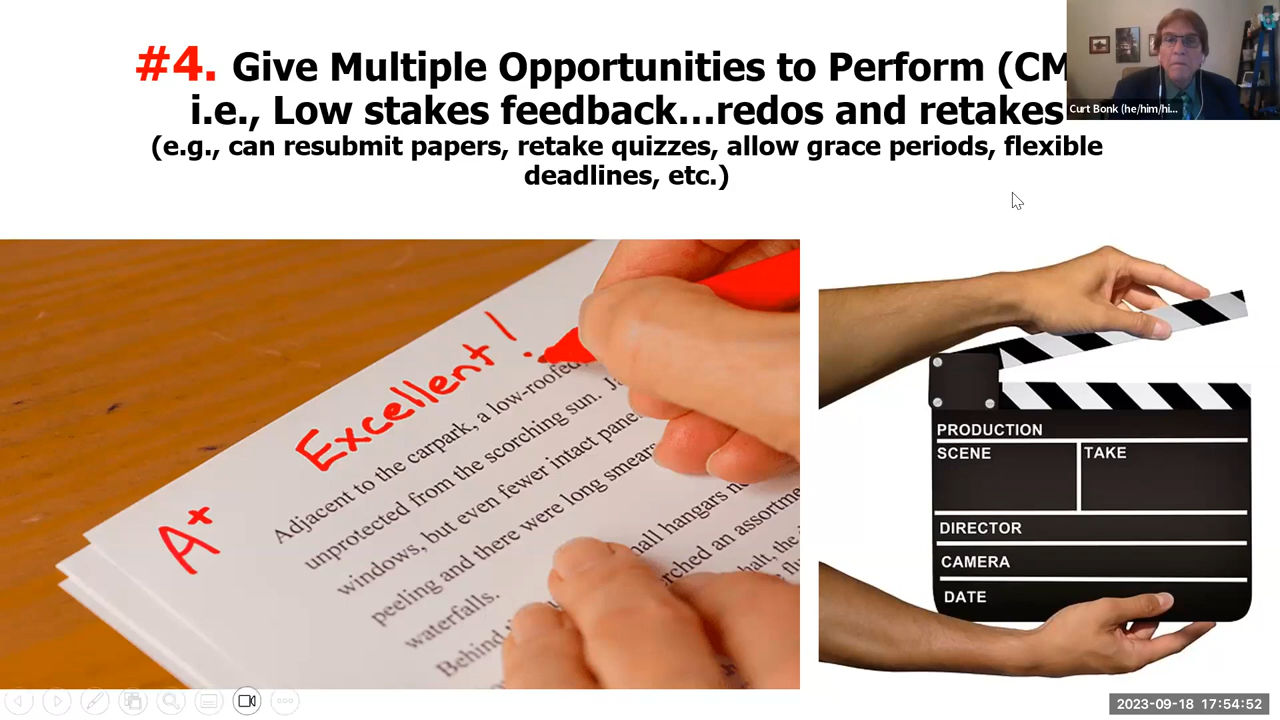 #4. Give Multiple Opportunities to Perform (CM
i.e., Low stakes feedback...redos and retakes
(e.g., can resubmit papers, retake quizzes, allow grace periods, flexible
deadlines, etc.)
Curt Bonk (he/him/hi...
Excellent!
A+
Adjacent to the carpark, a low-roofed
unprotected from the scorching sun.
windows, but even fewer intact pane
peeling and there were long smears
waterfalls.
Behind
hangars
an
PRODUCTION
SCENE
TAKE
DIRECTOR
CAMERA
DATE
2023-09-18 17:54:52